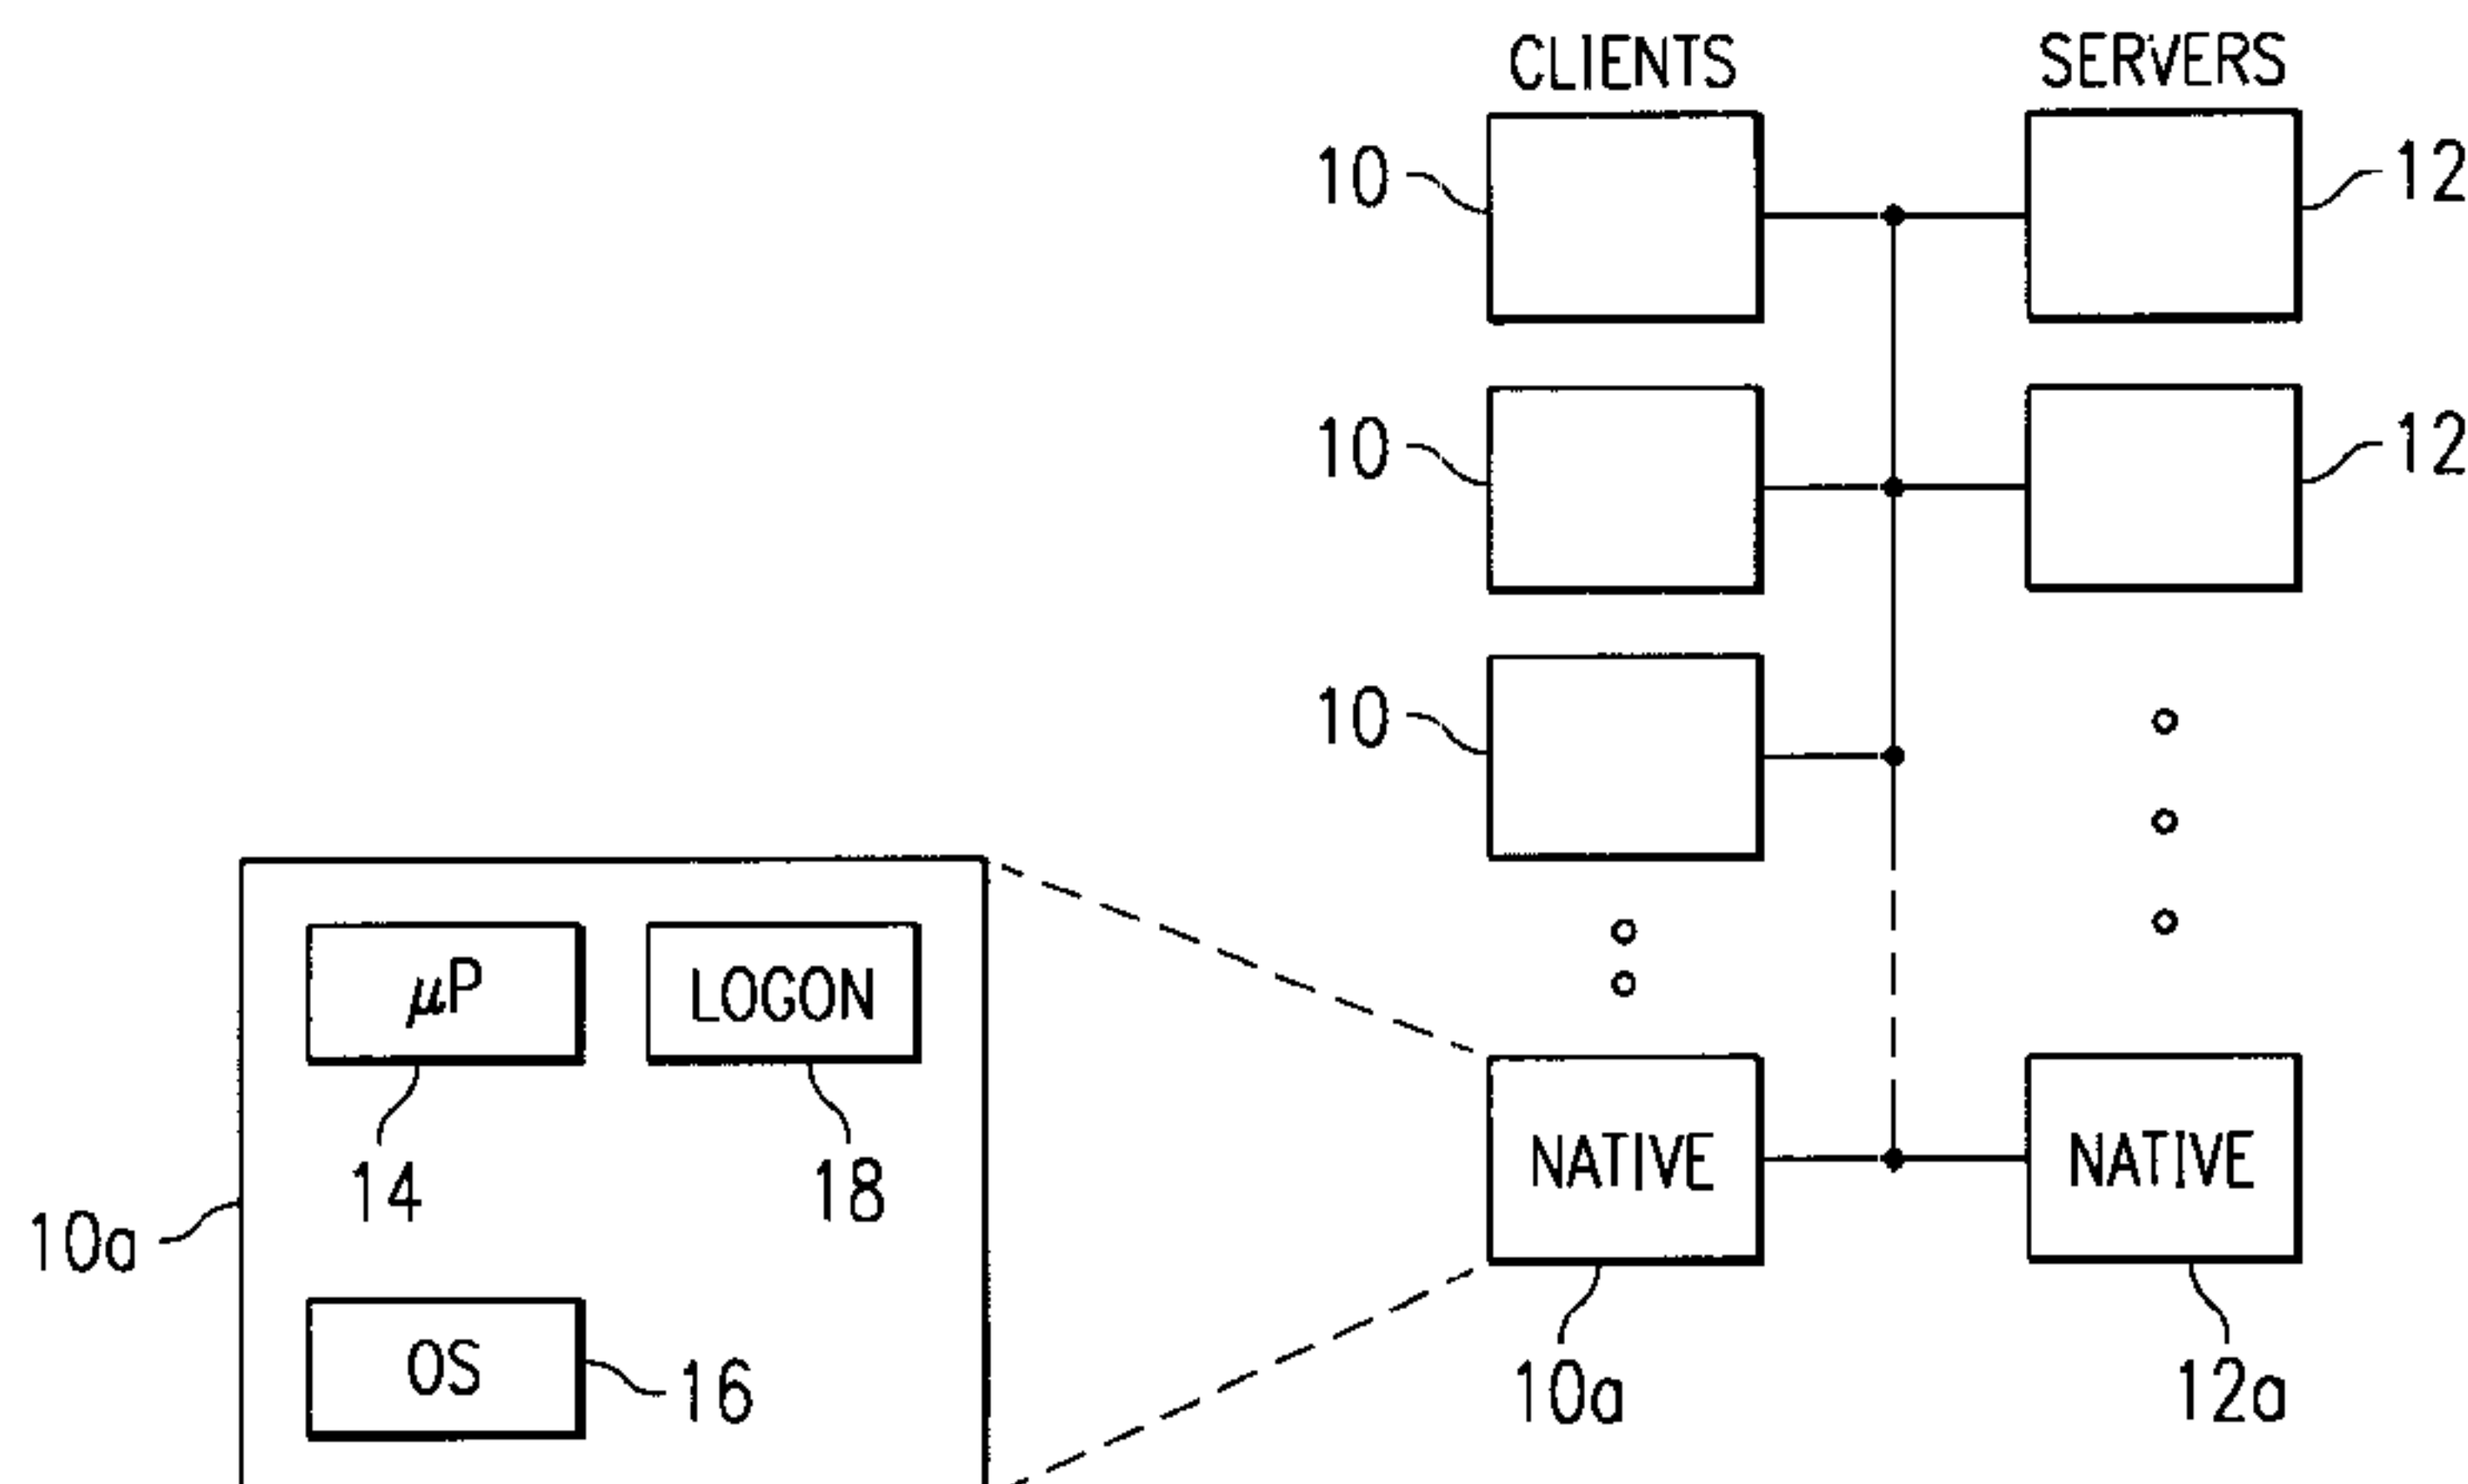 CLIENTS SERVERS
10 12
10 12
10
µP LOGON
14 18
NATIVE NATIVE
10a
OS 16
10a 12a